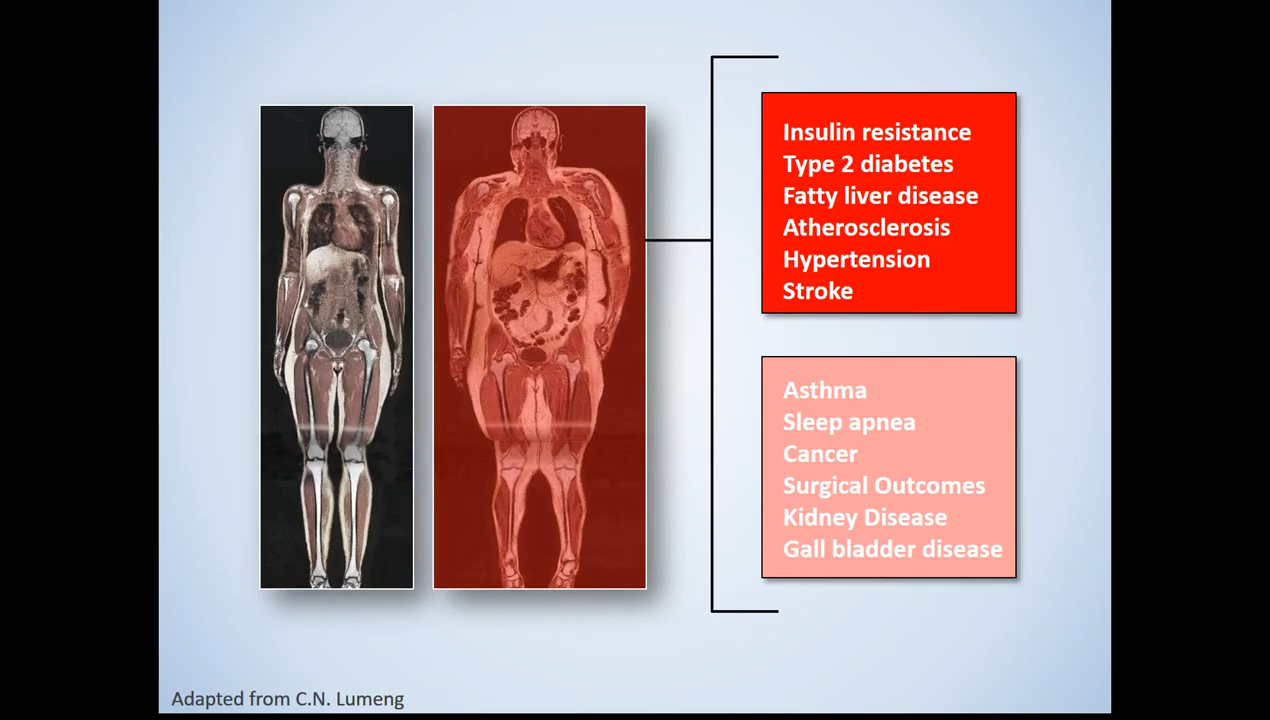 Insulin resistance
Type 2 diabetes
Fatty liver disease
Atherosclerosis
Hypertension
Stroke
Asthma
Sleep apnea
Cancer
Surgical Outcomes
Kidney Disease
Gall bladder disease
Adapted from C.N. Lumeng